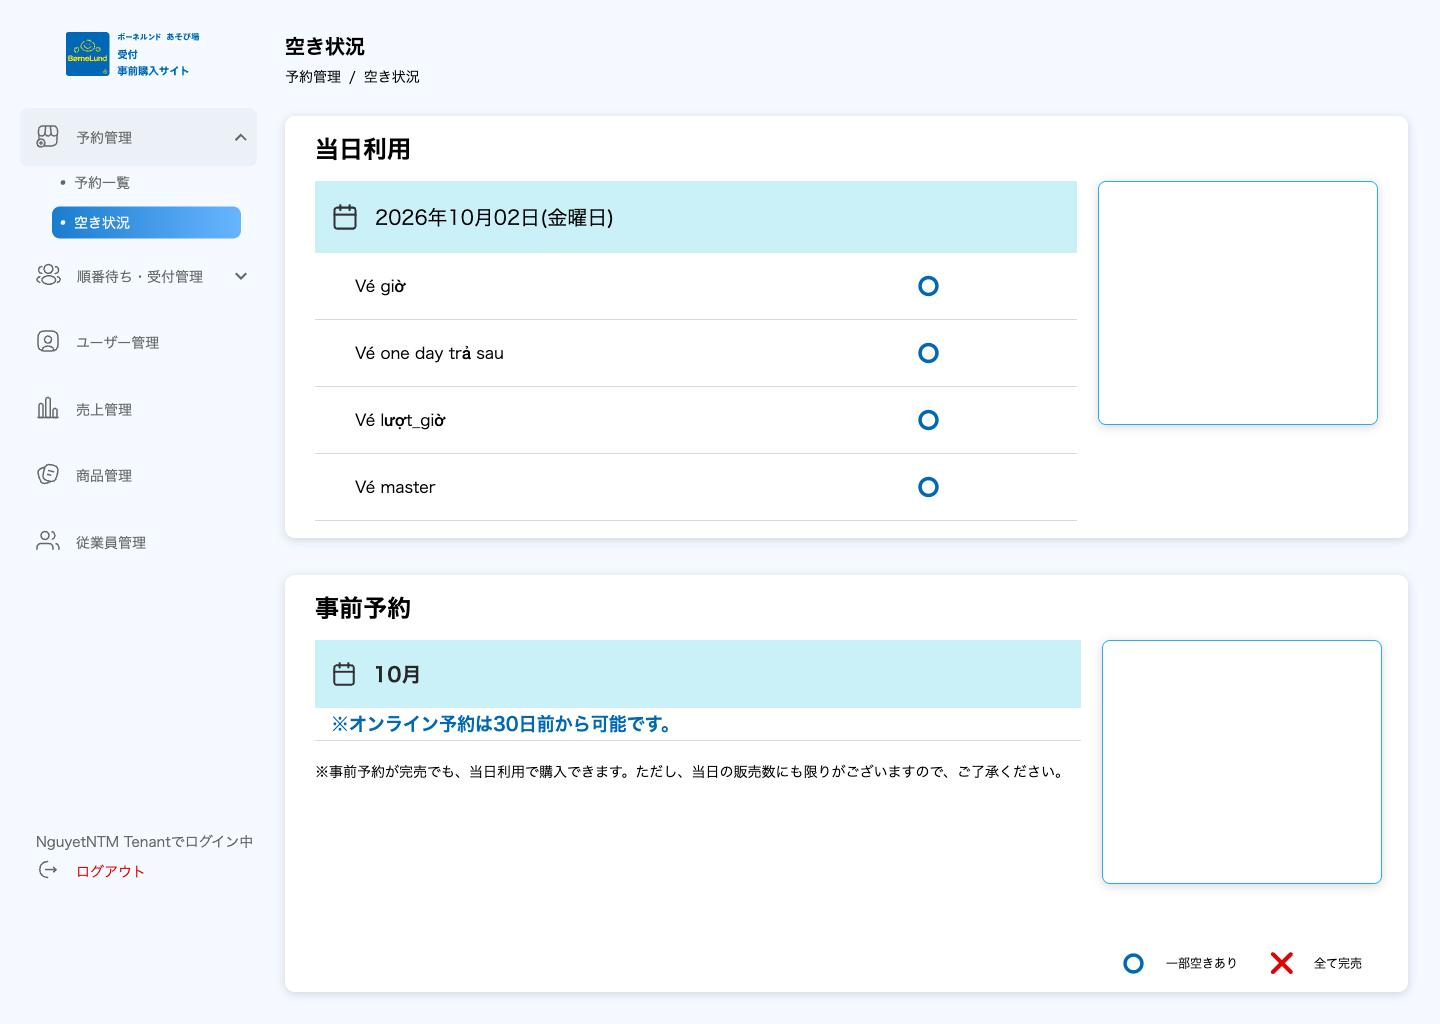 BørneLund
ボーネルンド あそび場
受付
事前購入サイト
予約管理
• 予約一覧
• 空き状況
順番待ち・受付管理
ユーザー管理
売上管理
商品管理
従業員管理
NguyetNTM Tenantでログイン中
ログアウト
空き状況
予約管理 / 空き状況
当日利用
2026年10月02日(金曜日)
Vé giờ
Vé one day trả sau
Vé lượt_giờ
Vé master
事前予約
10月
※オンライン予約は30日前から可能です。
※事前予約が完売でも、当日利用で購入できます。ただし、当日の販売数にも限りがございますので、ご了承ください。
一部空きあり
全て完売